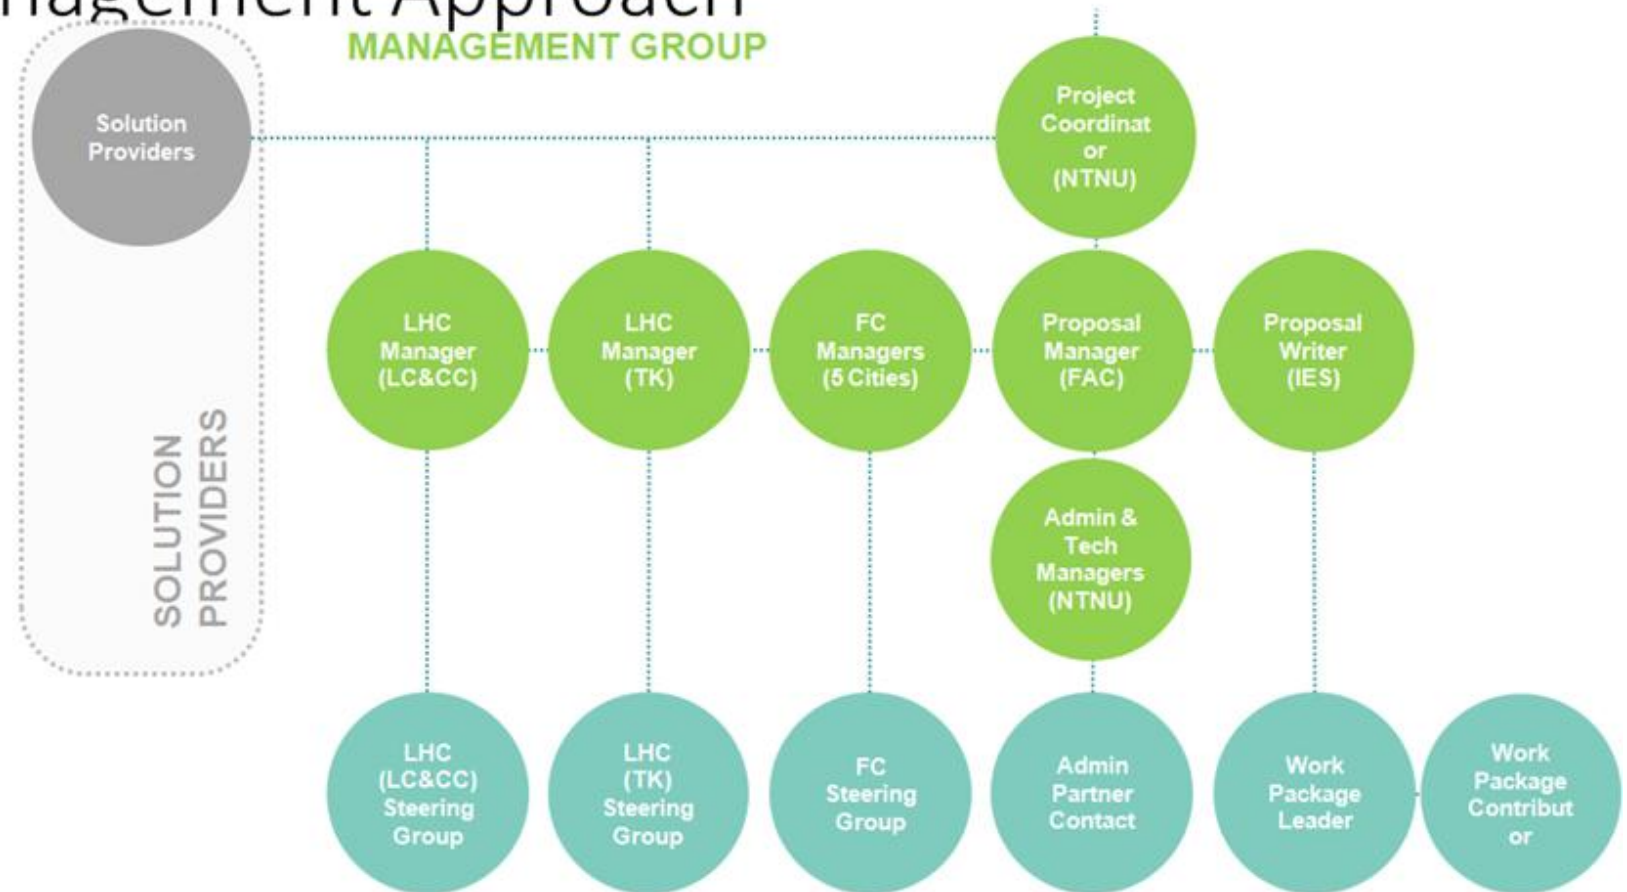 nagement Approach
MANAGEMENT GROUP
Solution
Providers
Project
Coordinat
or
(NTNU)
LHC
Manager
(LC&CC)
LHC
Manager
(TK)
FC
Managers
(5 Cities)
Proposal
Manager
(FAC)
Proposal
Writer
(IES)
SOLUTION
PROVIDERS
Admin &
Tech
Managers
(NTNU)
LHC
(LC&CC)
Steering
Group
LHC
(TK)
Steering
Group
FC
Steering
Group
Admin
Partner
Contact
Work
Package
Leader
Work
Package
Contribut
or